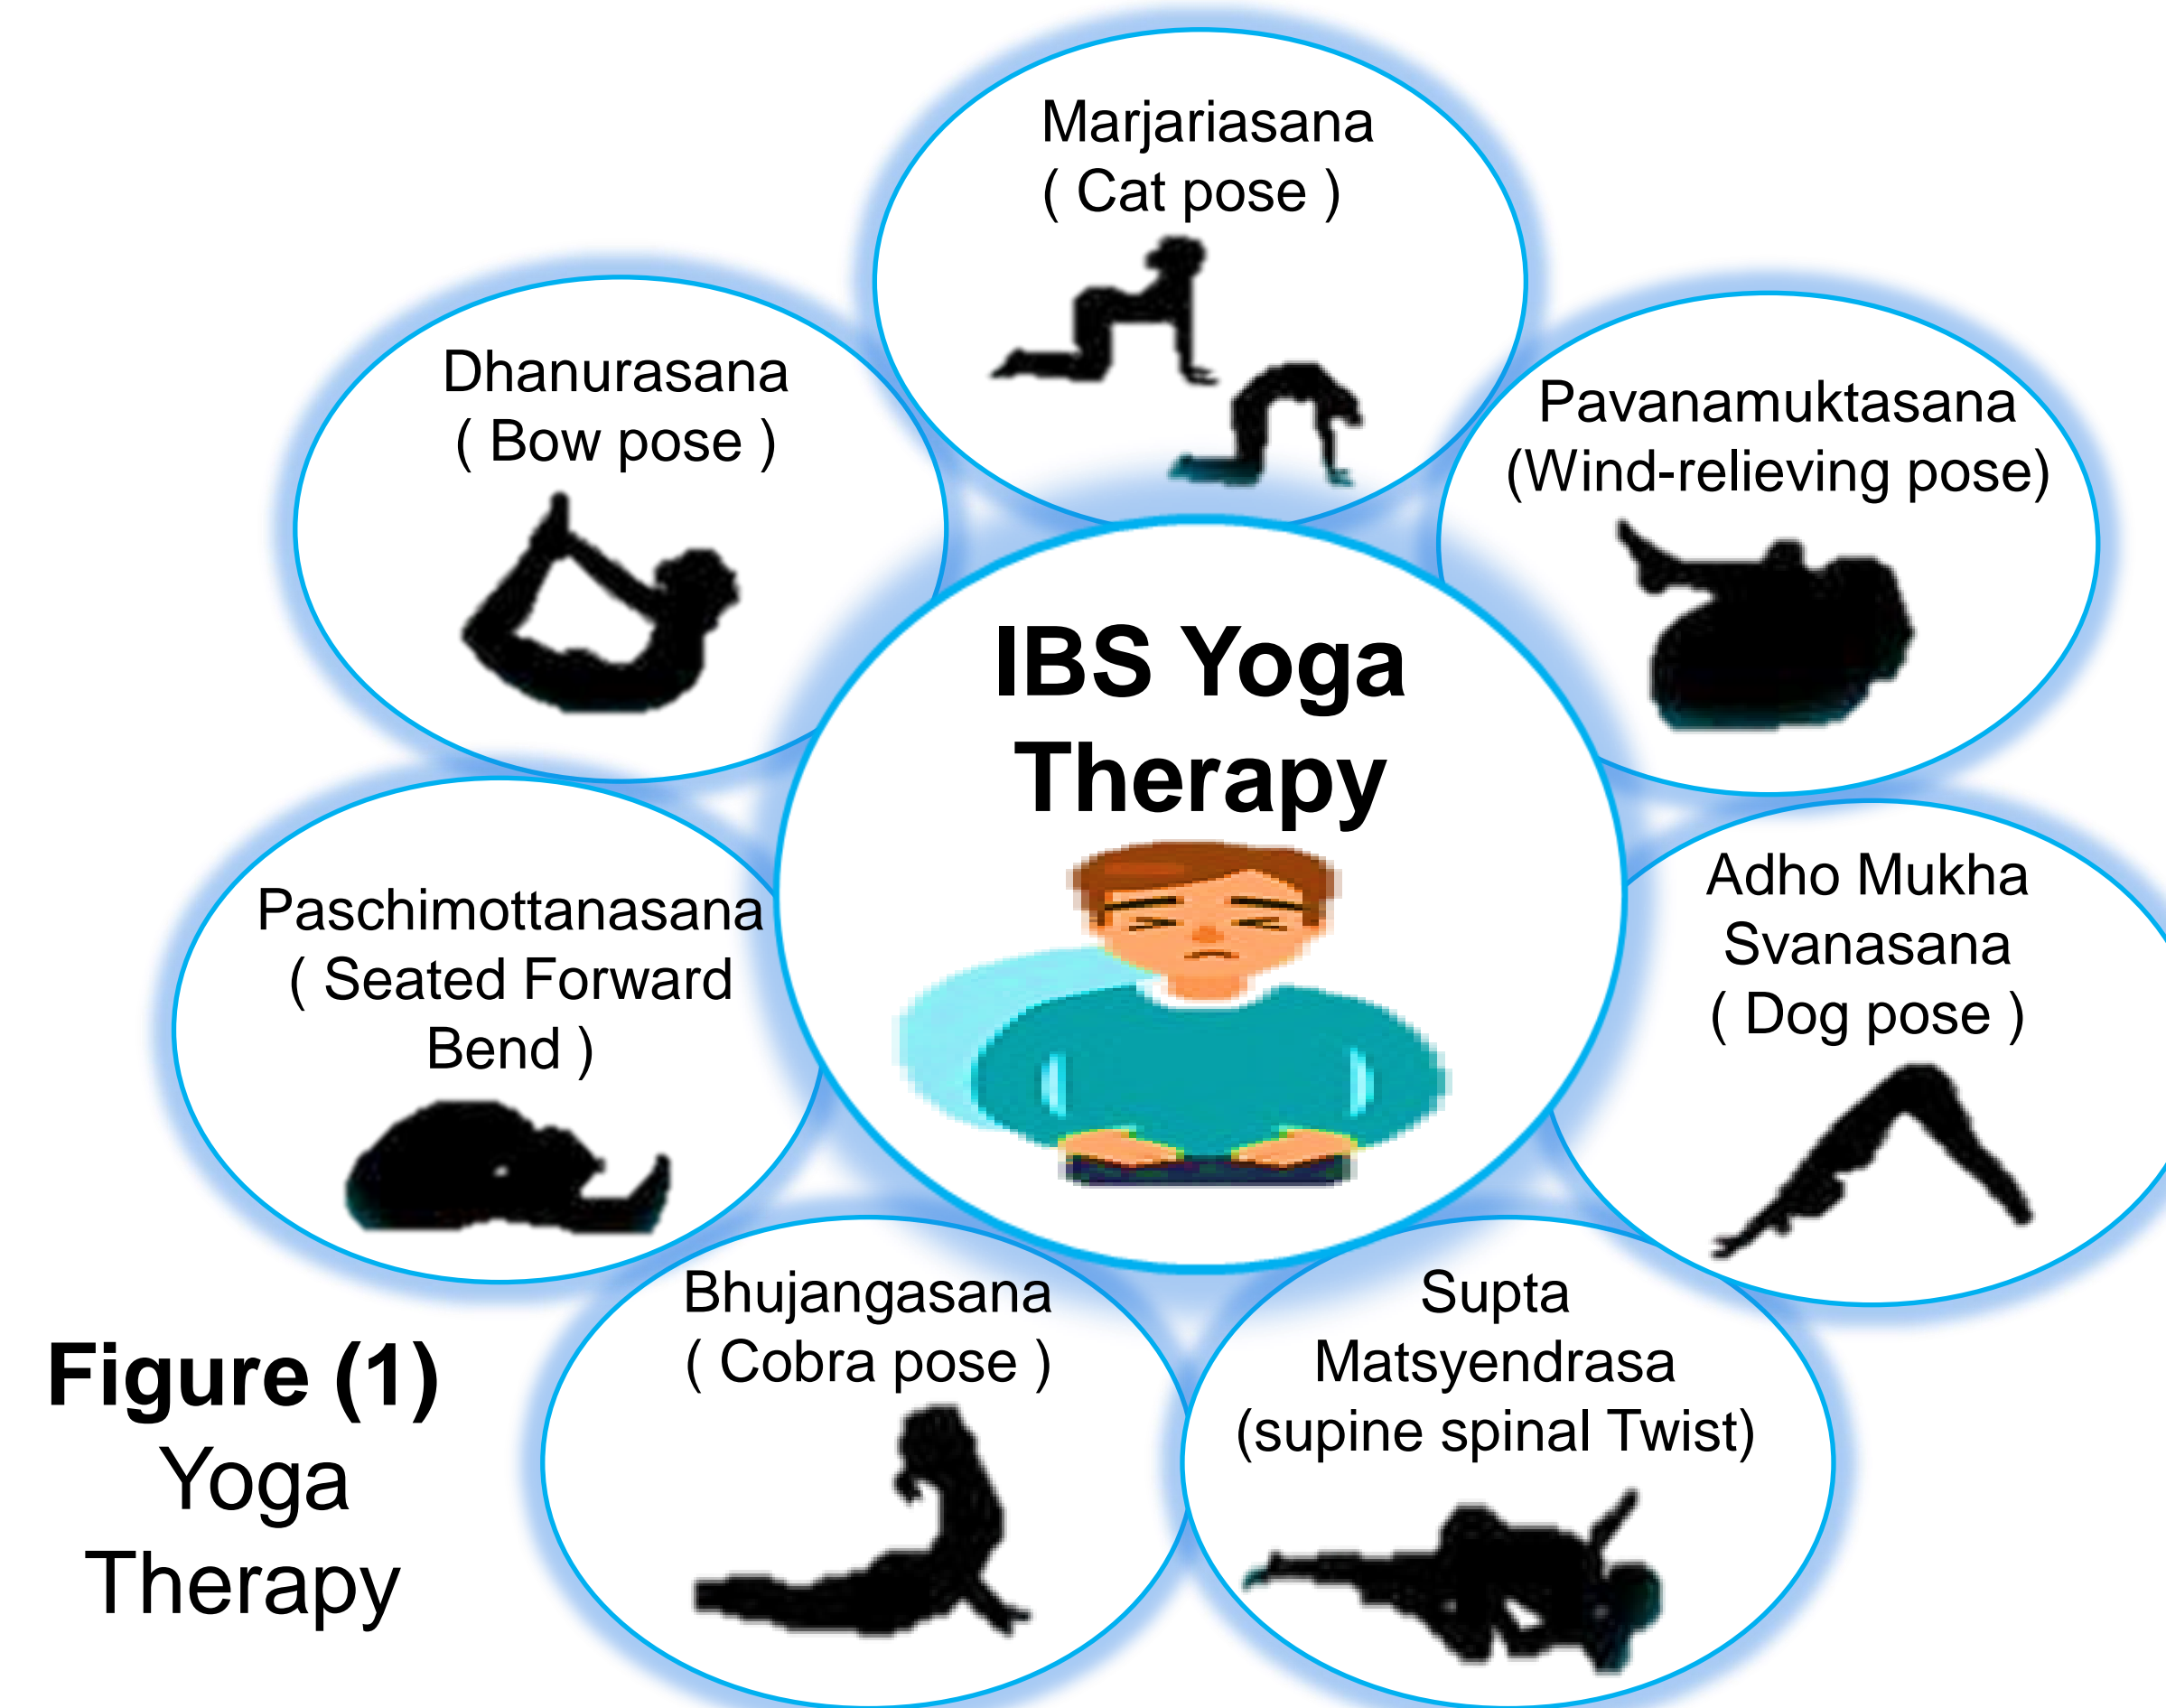 Marjariasana
( Cat pose )
Dhanurasana
( Bow pose )
Pavanamuktasana
(Wind-relieving pose)
IBS Yoga
Therapy
Paschimottanasana
( Seated Forward
Bend )
Adho Mukha
Svanasana
( Dog pose )
Bhujangasana
( Cobra pose )
Supta
Matsyendrasa
(supine spinal Twist)
Figure (1)
Yoga
Therapy